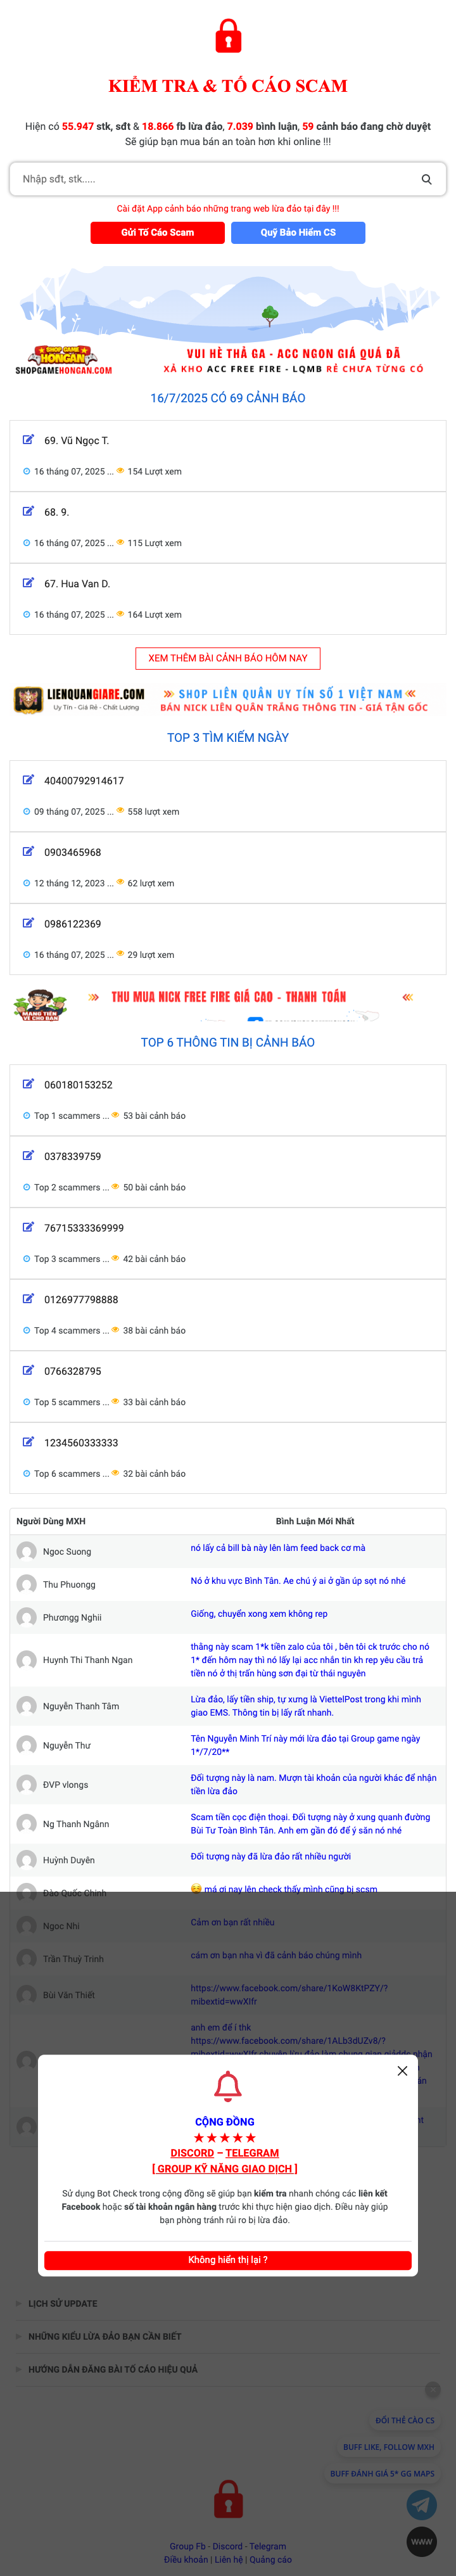 KIỂM TRA & TỐ CÁO SCAM
Hiện có 55.947 stk, sđt & 18.866 fb lừa đảo, 7.039 bình luận, 59 cảnh báo đang chờ duyệt
Sẽ giúp bạn mua bán an toàn hơn khi online !!!
Nhập sđt, stk.....
Cài đặt App cảnh báo những trang web lừa đảo tại đây !!!
Gửi Tố Cáo Scam
Quỹ Bảo Hiểm CS
SHOP GAME
HONGAN
SHOPGAMEHONGAN.COM
VUI HÈ THẢ GA - ACC NGON GIÁ QUÁ ĐÃ
XẢ KHO ACC FREE FIRE - LQMB RẺ CHƯA TỪNG CÓ
16/7/2025 CÓ 69 CẢNH BÁO
69. Vũ Ngọc T.
16 tháng 07, 2025 ... 154 Lượt xem
68. 9.
16 tháng 07, 2025 ... 115 Lượt xem
67. Hua Van D.
16 tháng 07, 2025 ... 164 Lượt xem
XEM THÊM BÀI CẢNH BÁO HÔM NAY
LIENQUANGIARE.COM
Uy Tín - Giá Rẻ - Chất Lượng
SHOP LIÊN QUÂN UY TÍN SỐ 1 VIỆT NAM
BÁN NICK LIÊN QUÂN TRẮNG THÔNG TIN - GIÁ TẬN GỐC
TOP 3 TÌM KIẾM NGÀY
40400792914617
09 tháng 07, 2025 ... 558 lượt xem
0903465968
12 tháng 12, 2023 ... 62 lượt xem
0986122369
16 tháng 07, 2025 ... 29 lượt xem
MANG TIỀN
VỀ CHO BẠN
THU MUA NICK FREE FIRE GIÁ CAO - THANH TOÁN
TOP 6 THÔNG TIN BỊ CẢNH BÁO
060180153252
Top 1 scammers ... 53 bài cảnh báo
0378339759
Top 2 scammers ... 50 bài cảnh báo
76715333369999
Top 3 scammers ... 42 bài cảnh báo
0126977798888
Top 4 scammers ... 38 bài cảnh báo
0766328795
Top 5 scammers ... 33 bài cảnh báo
1234560333333
Top 6 scammers ... 32 bài cảnh báo
Người Dùng MXH
Bình Luận Mới Nhất
Ngoc Suong
nó lấy cả bill bà này lên làm feed back cơ mà
Thu Phuongg
Nó ở khu vực Bình Tân. Ae chú ý ai ở gần úp sọt nó nhé
Phươngg Nghii
Giống, chuyển xong xem không rep
Huynh Thi Thanh Ngan
thằng này scam 1*k tiền zalo của tôi , bên tôi ck trước cho nó
1* đến hôm nay thì nó lấy lại acc nhắn tin kh rep yêu cầu trả
tiền nó ở thị trấn hùng sơn đại từ thái nguyên
Nguyễn Thanh Tâm
Lừa đảo, lấy tiền ship, tự xưng là ViettelPost trong khi mình
giao EMS. Thông tin bị lấy rất nhanh.
Nguyễn Thư
Tên Nguyễn Minh Trí này mới lừa đảo tại Group game ngày
1*/7/20**
ĐVP vlongs
Đối tượng này là nam. Mượn tài khoản của người khác để nhận
tiền lừa đảo
Ng Thanh Ngânn
Scam tiền cọc điện thoại. Đối tượng này ở xung quanh đường
Bùi Tư Toàn Bình Tân. Anh em gần đó để ý săn nó nhé
Huỳnh Duyên
Đối tượng này đã lừa đảo rất nhiều người
Đào Quốc Chinh
😂 má ơi nay lên check thấy mình cũng bị scsm
Ngoc Nhi
Cảm ơn bạn rất nhiều
Trần Thuỳ Trinh
cảm ơn bạn nha vì đã cảnh báo chúng mình
Bùi Văn Thiết
https://www.facebook.com/share/1KoW8KtPZY/?
mibextid=wwXIfr
anh em để í thk
https://www.facebook.com/share/1ALb3dUZv8/?
CỘNG ĐỒNG
★★★★★
DISCORD – TELEGRAM
[ GROUP KỸ NĂNG GIAO DỊCH ]
Sử dụng Bot Check trong cộng đồng sẽ giúp bạn kiểm tra nhanh chóng các liên kết
Facebook hoặc số tài khoản ngân hàng trước khi thực hiện giao dịch. Điều này giúp
bạn phòng tránh rủi ro bị lừa đảo.
Không hiển thị lại ?
LỊCH SỬ UPDATE
NHỮNG KIỂU LỪA ĐẢO BẠN CẦN BIẾT
HƯỚNG DẪN ĐĂNG BÀI TỐ CÁO HIỆU QUẢ
ĐỔI THẺ CÀO CS
BUFF LIKE, FOLLOW MXH
BUFF ĐÁNH GIÁ 5* GG MAPS
WWW
Group Fb - Discord - Telegram
Điều khoản | Liên hệ | Quảng cáo